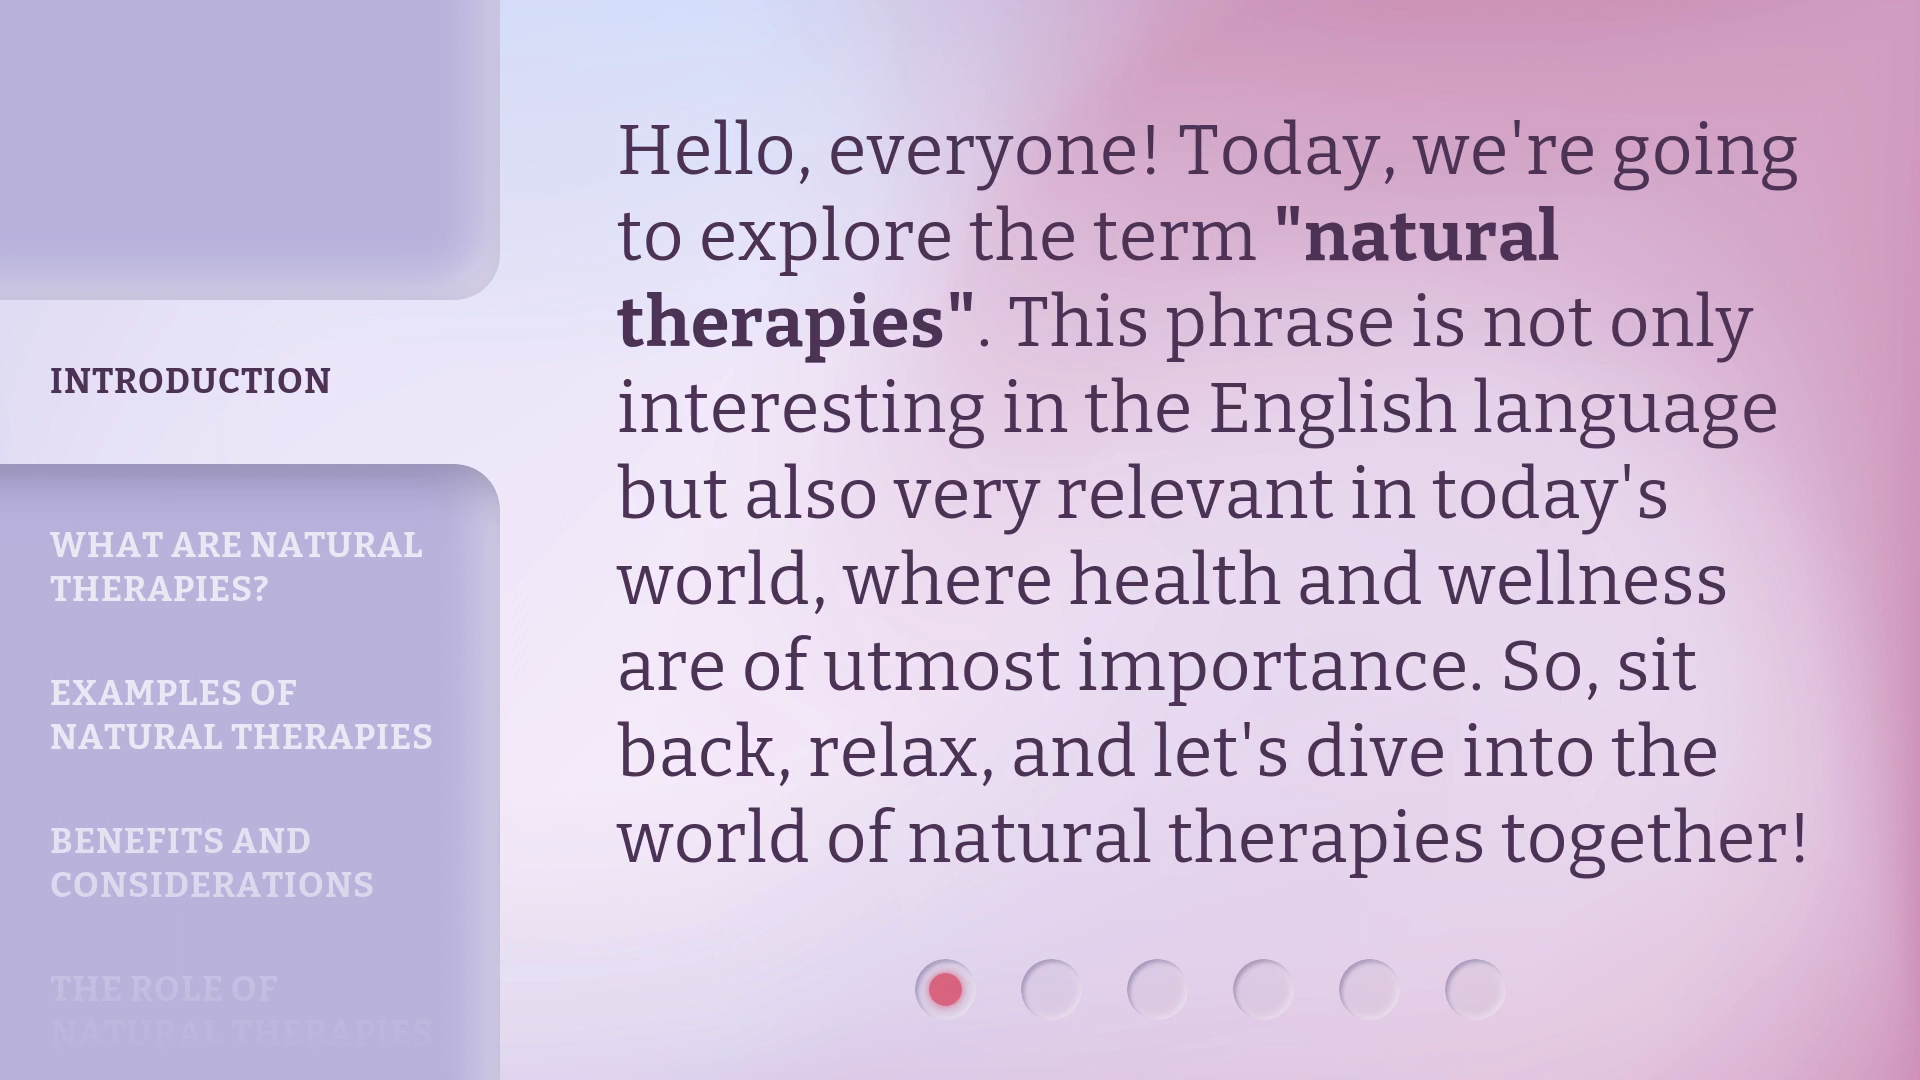 INTRODUCTION
WHAT ARE NATURAL
THERAPIES?
EXAMPLES OF
NATURAL THERAPIES
BENEFITS AND
CONSIDERATIONS
THE ROLE OF
NATURAL THERAPIES
Hello, everyone! Today, we're going
to explore the term "natural
therapies". This phrase is not only
interesting in the English language
but also very relevant in today's
world, where health and wellness
are of utmost importance. So, sit
back, relax, and let's dive into the
world of natural therapies together!